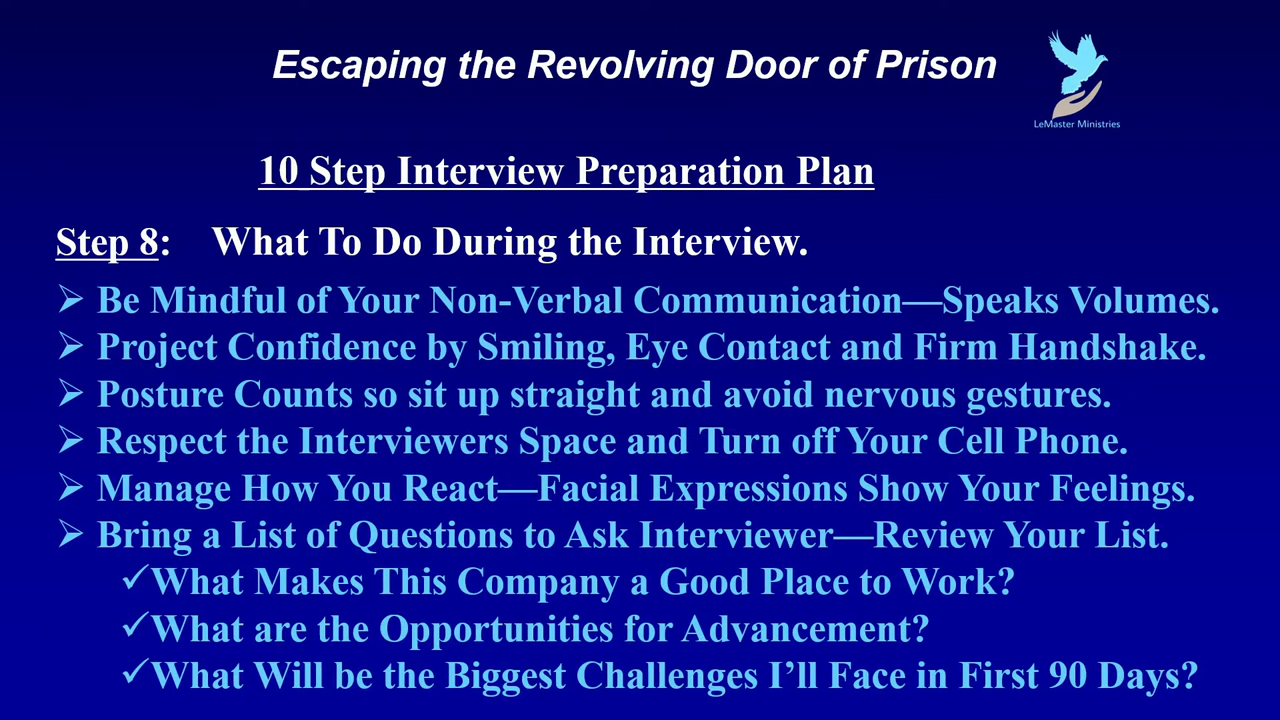 Escaping the Revolving Door of Prison
LeMaster Ministries
10 Step Interview Preparation Plan
Step 8: What To Do During the Interview.
➢ Be Mindful of Your Non-Verbal Communication—Speaks Volumes.
➢ Project Confidence by Smiling, Eye Contact and Firm Handshake.
➢ Posture Counts so sit up straight and avoid nervous gestures.
➢ Respect the Interviewers Space and Turn off Your Cell Phone.
➢ Manage How You React—Facial Expressions Show Your Feelings.
➢ Bring a List of Questions to Ask Interviewer—Review Your List.
✓What Makes This Company a Good Place to Work?
✓What are the Opportunities for Advancement?
✓What Will be the Biggest Challenges I’ll Face in First 90 Days?